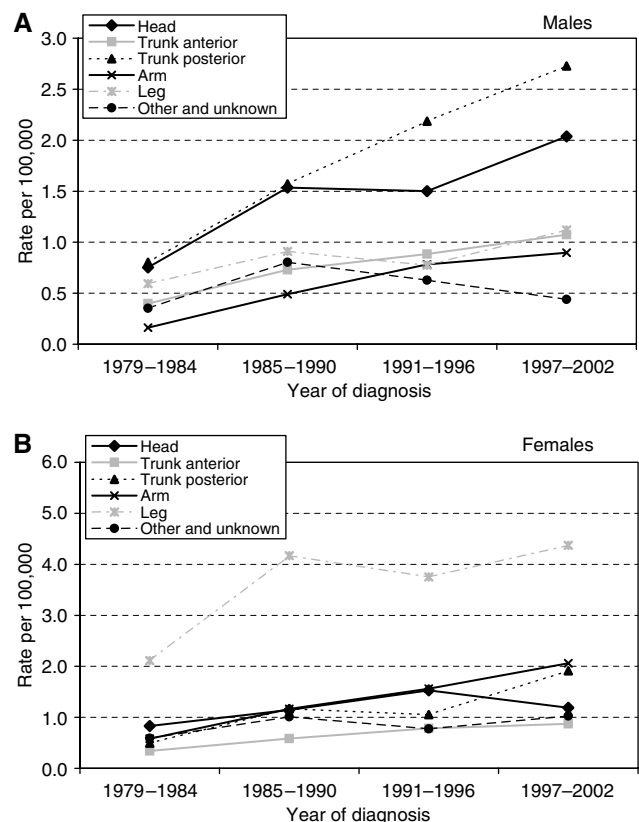 A
Males
Head
Trunk anterior
Trunk posterior
Arm
Leg
Other and unknown
Rate per 100,000
3.0
2.5
2.0
1.5
1.0
0.5
0.0
1979–1984 1985–1990 1991–1996 1997–2002
Year of diagnosis
B
Females
Head
Trunk anterior
Trunk posterior
Arm
Leg
Other and unknown
Rate per 100,000
6.0
5.0
4.0
3.0
2.0
1.0
0.0
1979–1984 1985–1990 1991–1996 1997–2002
Year of diagnosis